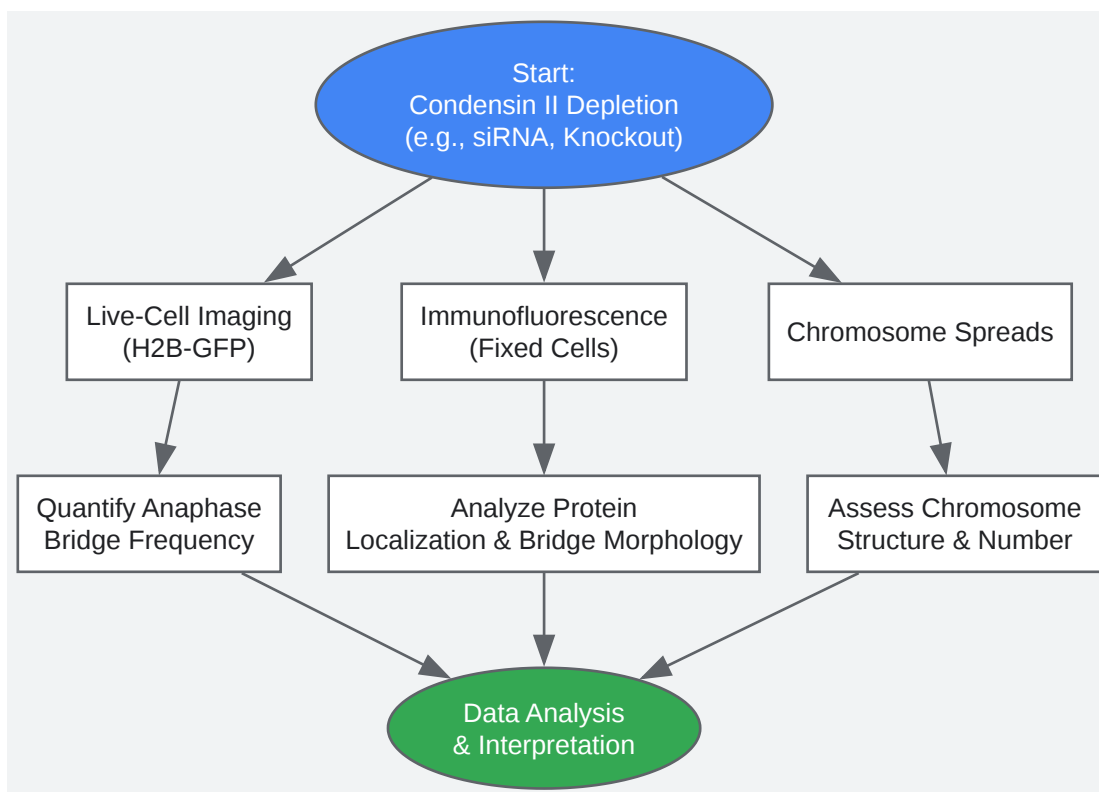 Start:
Condensin II Depletion
(e.g., siRNA, Knockout)
Live-Cell Imaging
(H2B-GFP)
Immunofluorescence
(Fixed Cells)
Chromosome Spreads
Quantify Anaphase
Bridge Frequency
Analyze Protein
Localization & Bridge Morphology
Assess Chromosome
Structure & Number
Data Analysis
& Interpretation